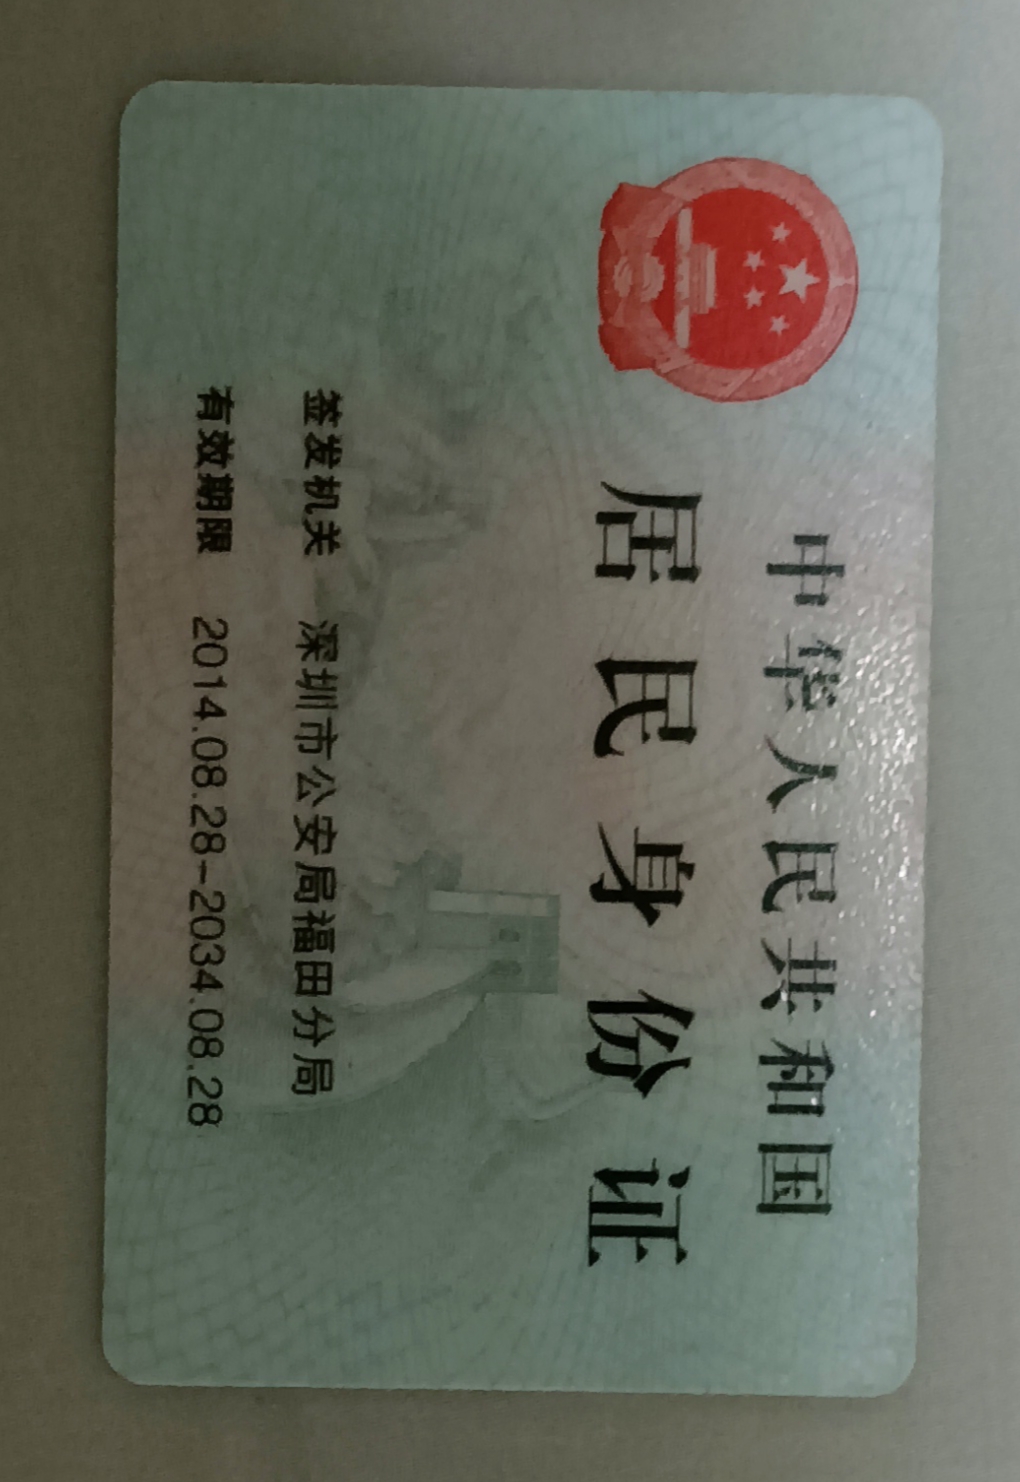 中华人民共和国
居民身份证
签发机关 深圳市公安局福田分局
有效期限 2014.08.28-2034.08.28